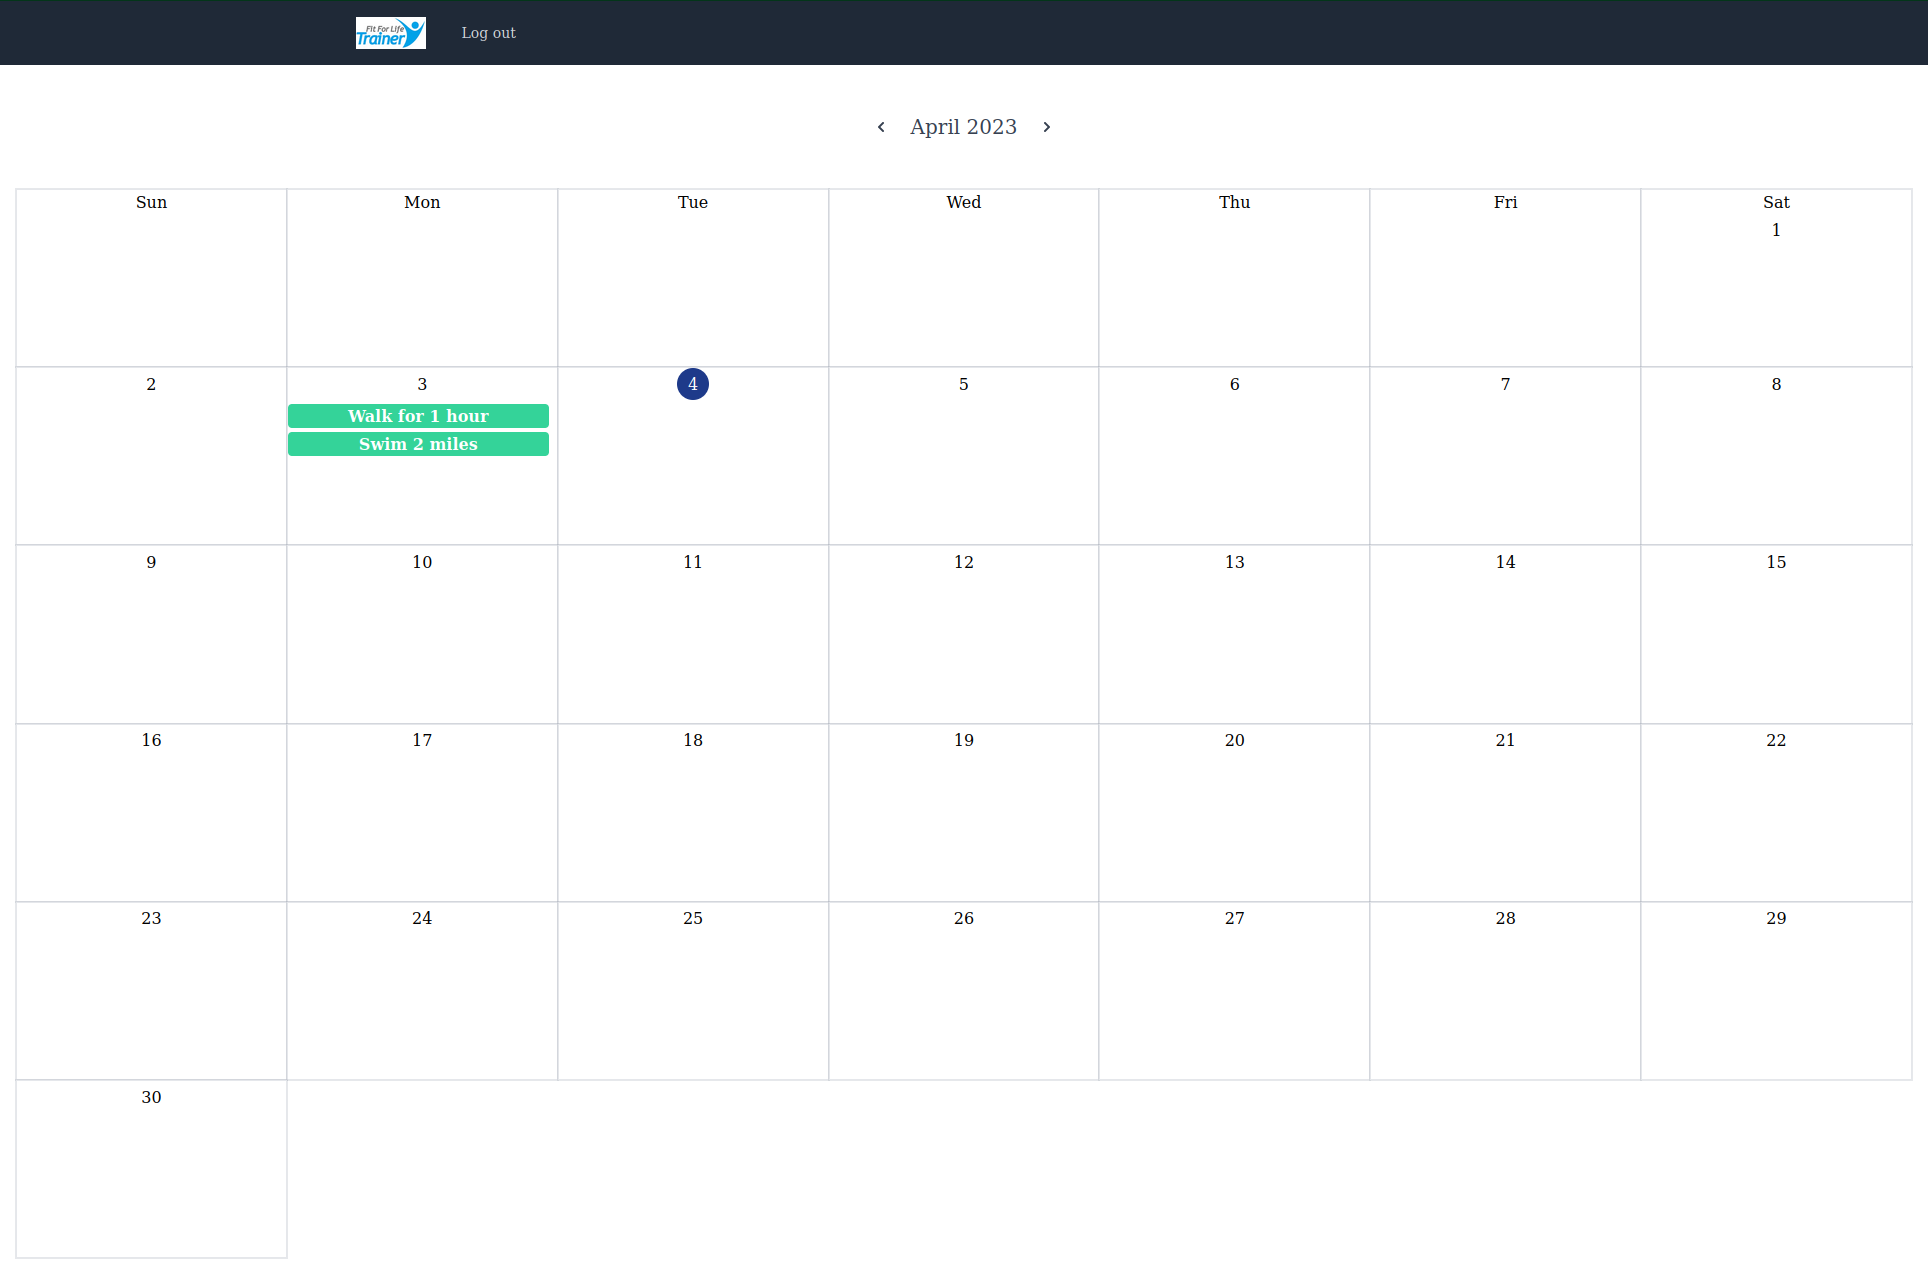 Fit For Life
Trainer
Log out
April 2023
Sun Mon Tue Wed Thu Fri Sat
1
2 3 4 5 6 7 8
Walk for 1 hour
Swim 2 miles
9 10 11 12 13 14 15
16 17 18 19 20 21 22
23 24 25 26 27 28 29
30